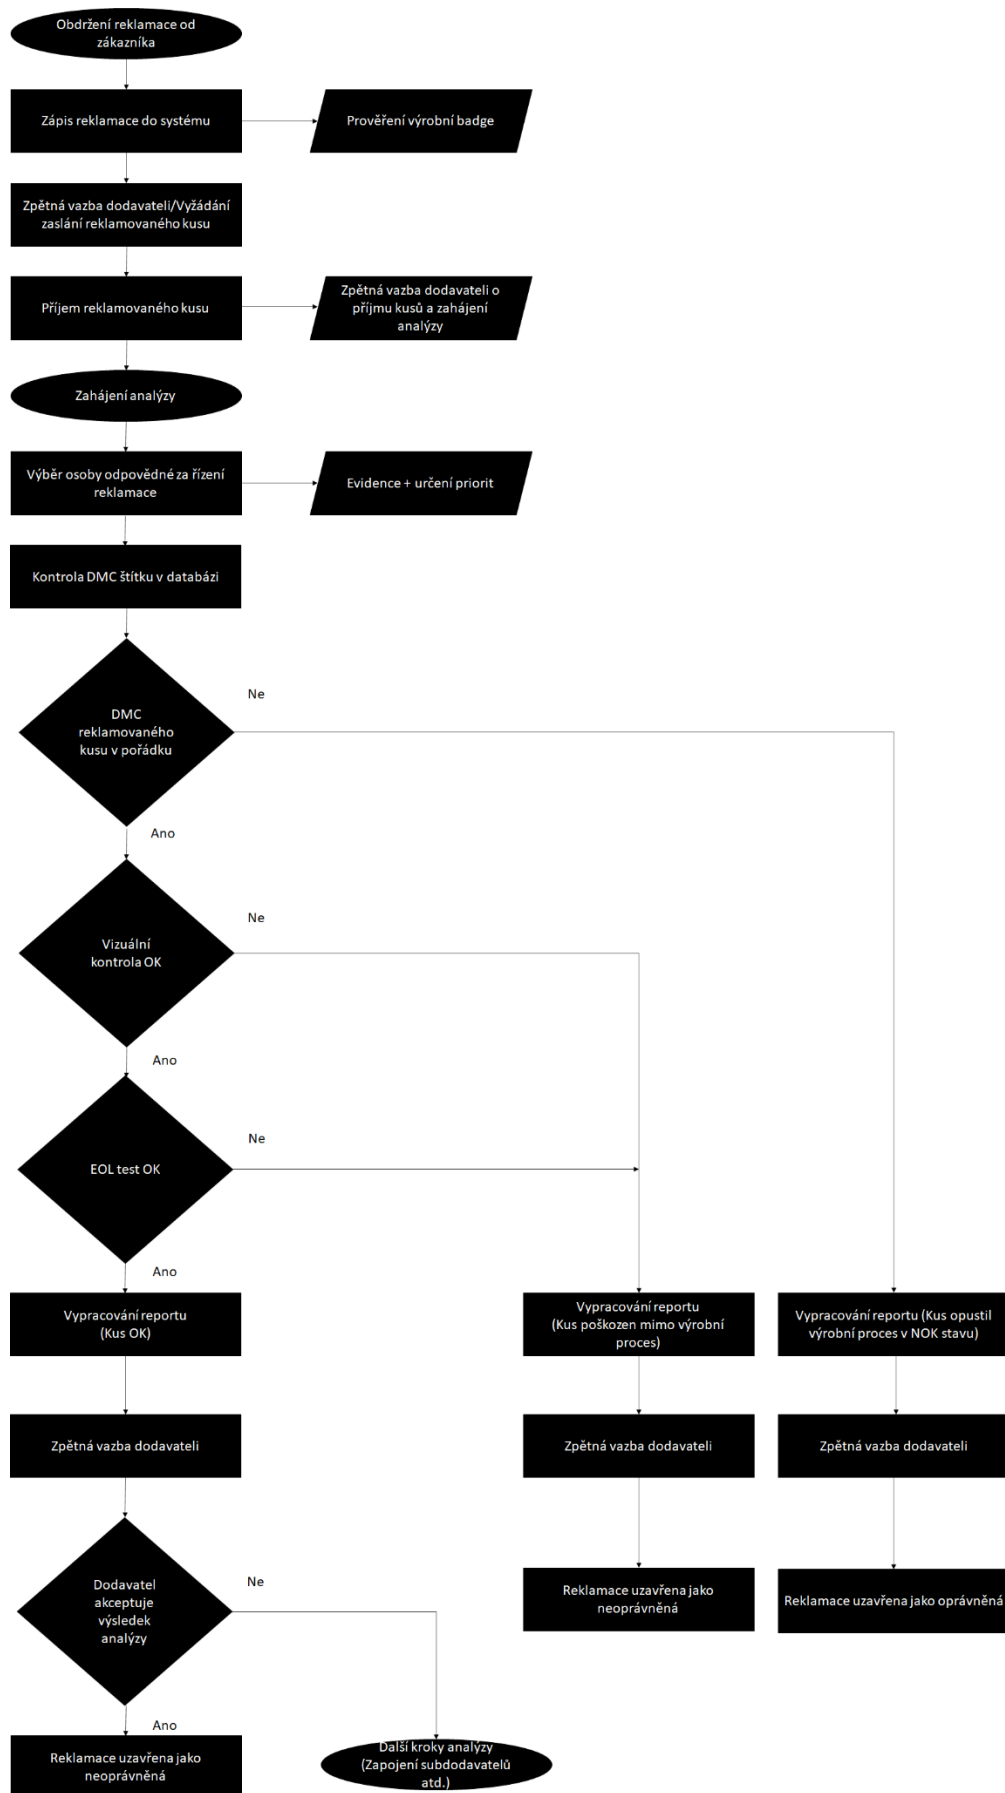 Obdržení reklamace od
zákazníka
Zápis reklamace do systému
Prověření výrobní badge
Zpětná vazba dodavateli/Vyžádání
zaslání reklamovaného kusu
Příjem reklamovaného kusu
Zpětná vazba dodavateli o
příjmu kusů a zahájení
analýzy
Zahájení analýzy
Výběr osoby odpovědné za řízení
reklamace
Evidence + určení priorit
Kontrola DMC štítku v databázi
DMC
reklamovaného
kusu v pořádku
Ne
Ano
Vizuální
kontrola OK
Ne
Ano
EOL test OK
Ne
Ano
Vypracování reportu
(Kus OK)
Vypracování reportu
(Kus poškozen mimo výrobní
proces)
Vypracování reportu (Kus opustil
výrobní proces v NOK stavu)
Zpětná vazba dodavateli
Zpětná vazba dodavateli
Zpětná vazba dodavateli
Dodavatel
akceptuje
výsledek
analýzy
Ne
Ano
Reklamace uzavřena jako
neoprávněná
Reklamace uzavřena jako oprávněná
Reklamace uzavřena jako
neoprávněná
Další kroky analýzy
(Zapojení subdodavatelů
atd.)